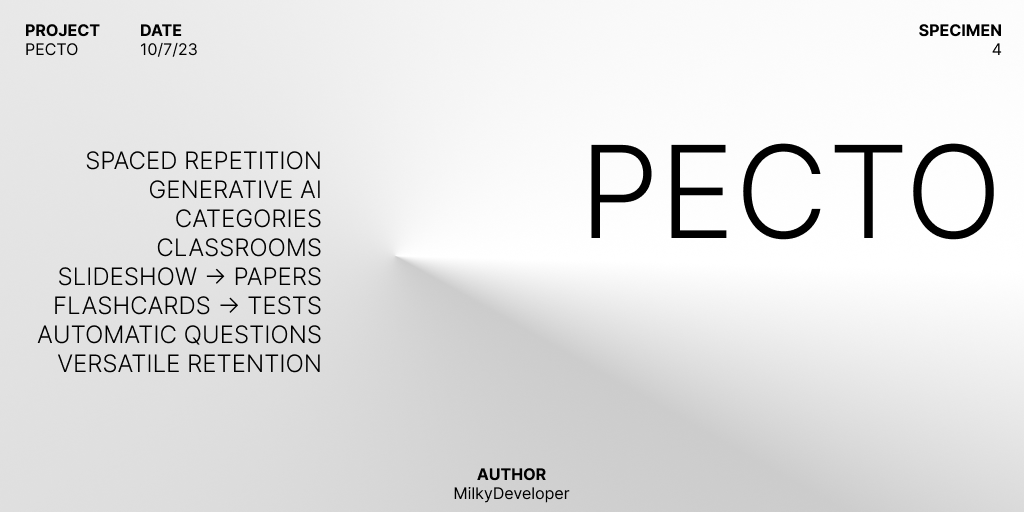 PROJECT
PECTO
DATE
10/7/23
SPECIMEN
4
SPACED REPETITION
GENERATIVE AI
CATEGORIES
CLASSROOMS
SLIDESHOW → PAPERS
FLASHCARDS → TESTS
AUTOMATIC QUESTIONS
VERSATILE RETENTION
PECTO
AUTHOR
MilkyDeveloper